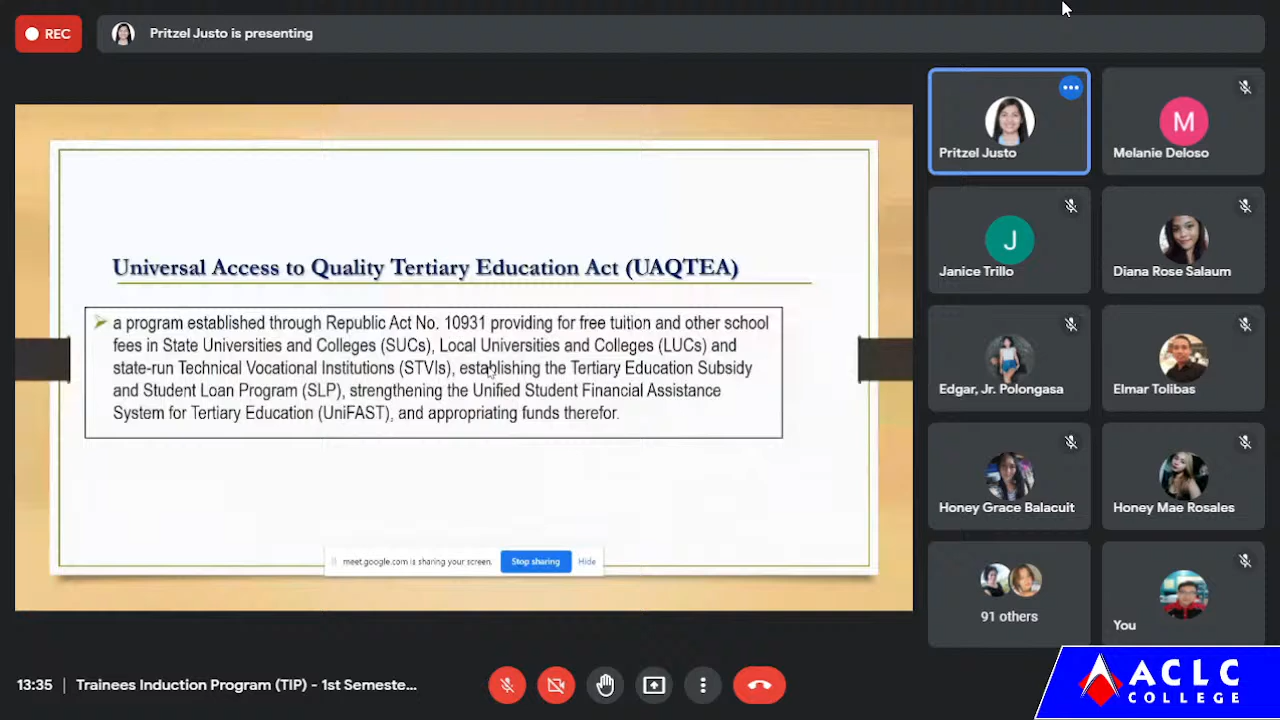 REC
Pritzel Justo is presenting
Universal Access to Quality Tertiary Education Act (UAQTEA)
a program established through Republic Act No. 10931 providing for free tuition and other school
fees in State Universities and Colleges (SUCs), Local Universities and Colleges (LUCs) and
state-run Technical Vocational Institutions (STVIs), establishing the Tertiary Education Subsidy
and Student Loan Program (SLP), strengthening the Unified Student Financial Assistance
System for Tertiary Education (UniFAST), and appropriating funds therefor.
meet.google.com is sharing your screen.
Stop sharing
Hide
Pritzel Justo
M
Melanie Deloso
J
Janice Trillo
Diana Rose Salaum
Edgar, Jr. Polongasa
Elmar Tolibas
Honey Grace Balacuit
Honey Mae Rosales
91 others
You
13:35
Trainees Induction Program (TIP) - 1st Semeste...
ACLC
COLLEGE